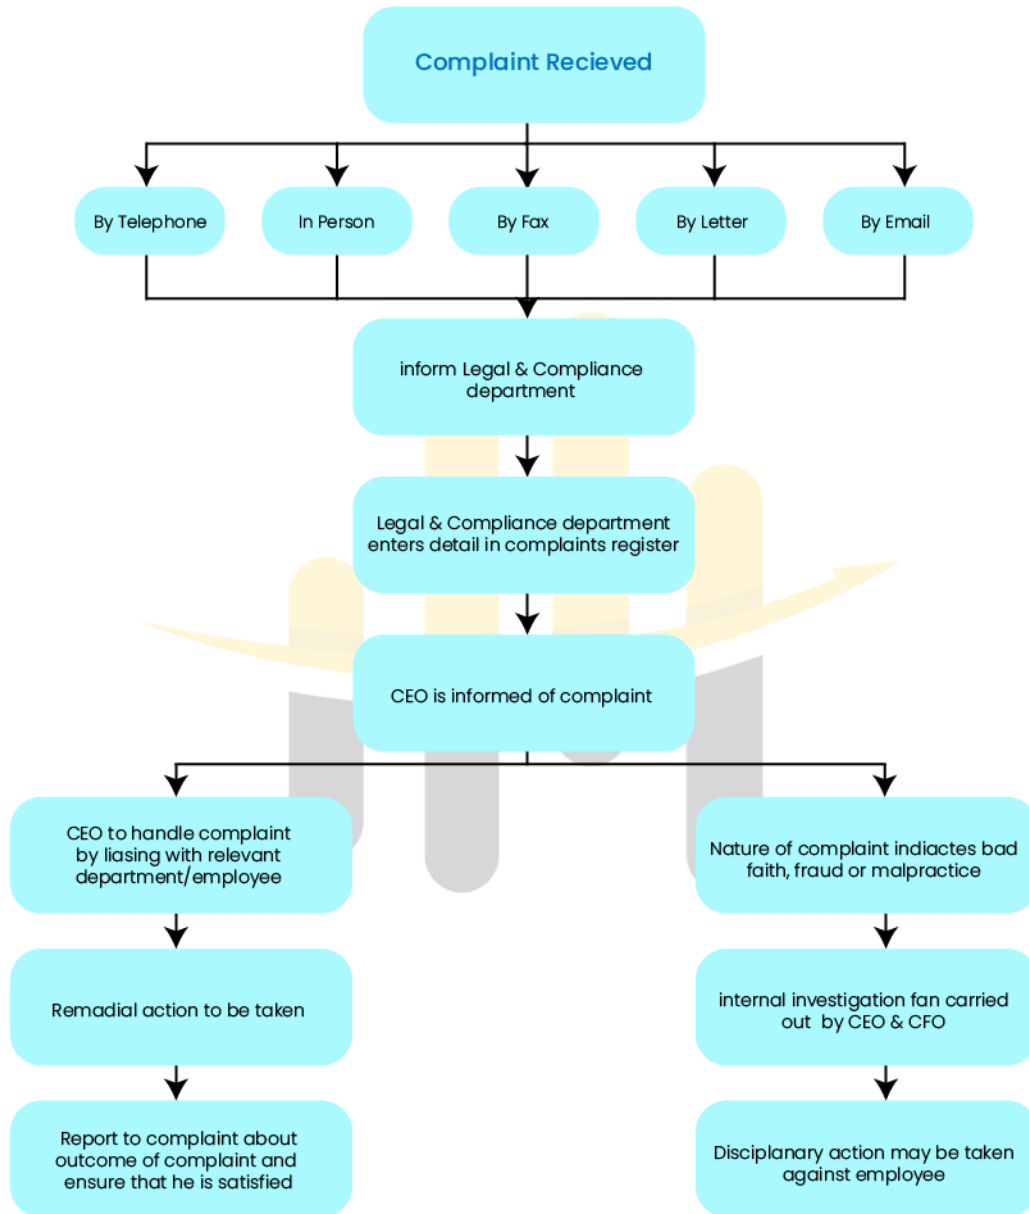 Complaint Recieved
By Telephone
In Person
By Fax
By Letter
By Email
inform Legal & Compliance
department
Legal & Compliance department
enters detail in complaints register
CEO is informed of complaint
CEO to handle complaint
by liasing with relevant
department/employee
Nature of complaint indiactes bad
faith, fraud or malpractice
Remadial action to be taken
internal investigation fan carried
out by CEO & CFO
Report to complaint about
outcome of complaint and
ensure that he is satisfied
Disciplanary action may be taken
against employee